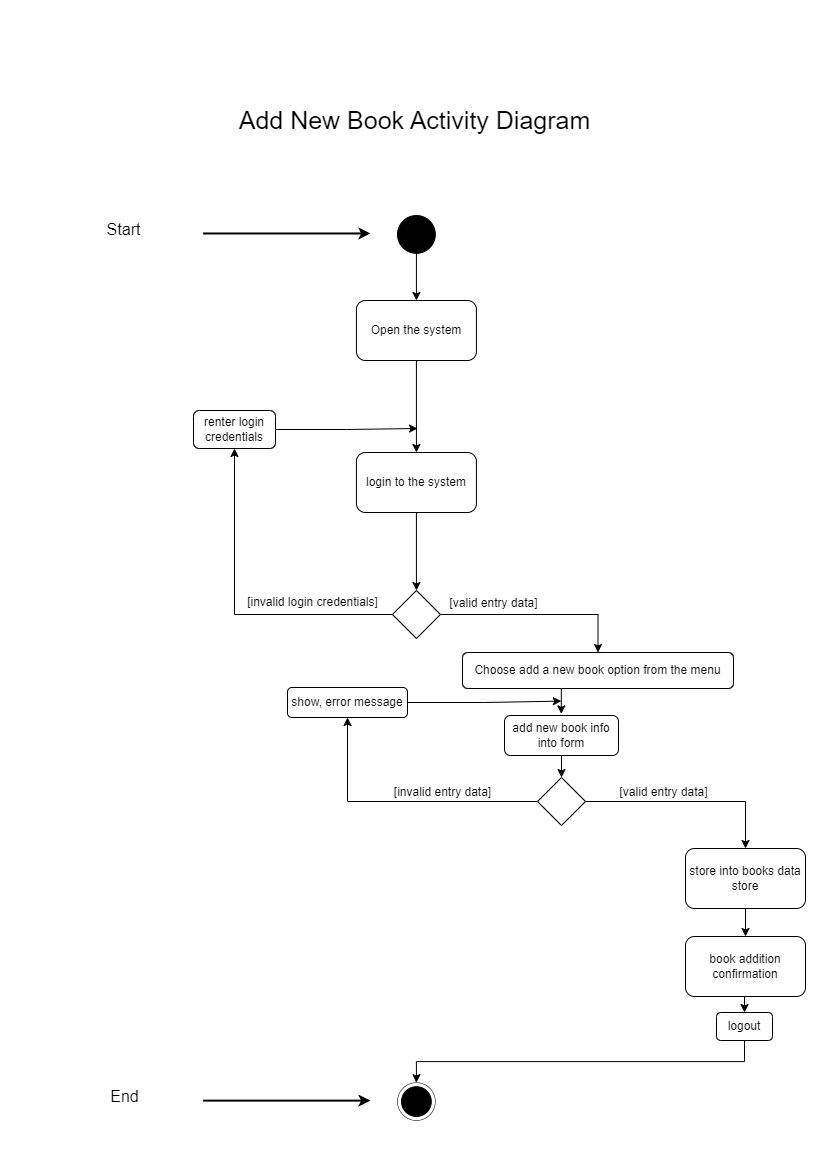 Add New Book Activity Diagram
Start
Open the system
renter login
credentials
login to the system
[invalid login credentials]
[valid entry data]
Choose add a new book option from the menu
show, error message
add new book info
into form
[invalid entry data]
[valid entry data]
store into books data
store
book addition
confirmation
logout
End